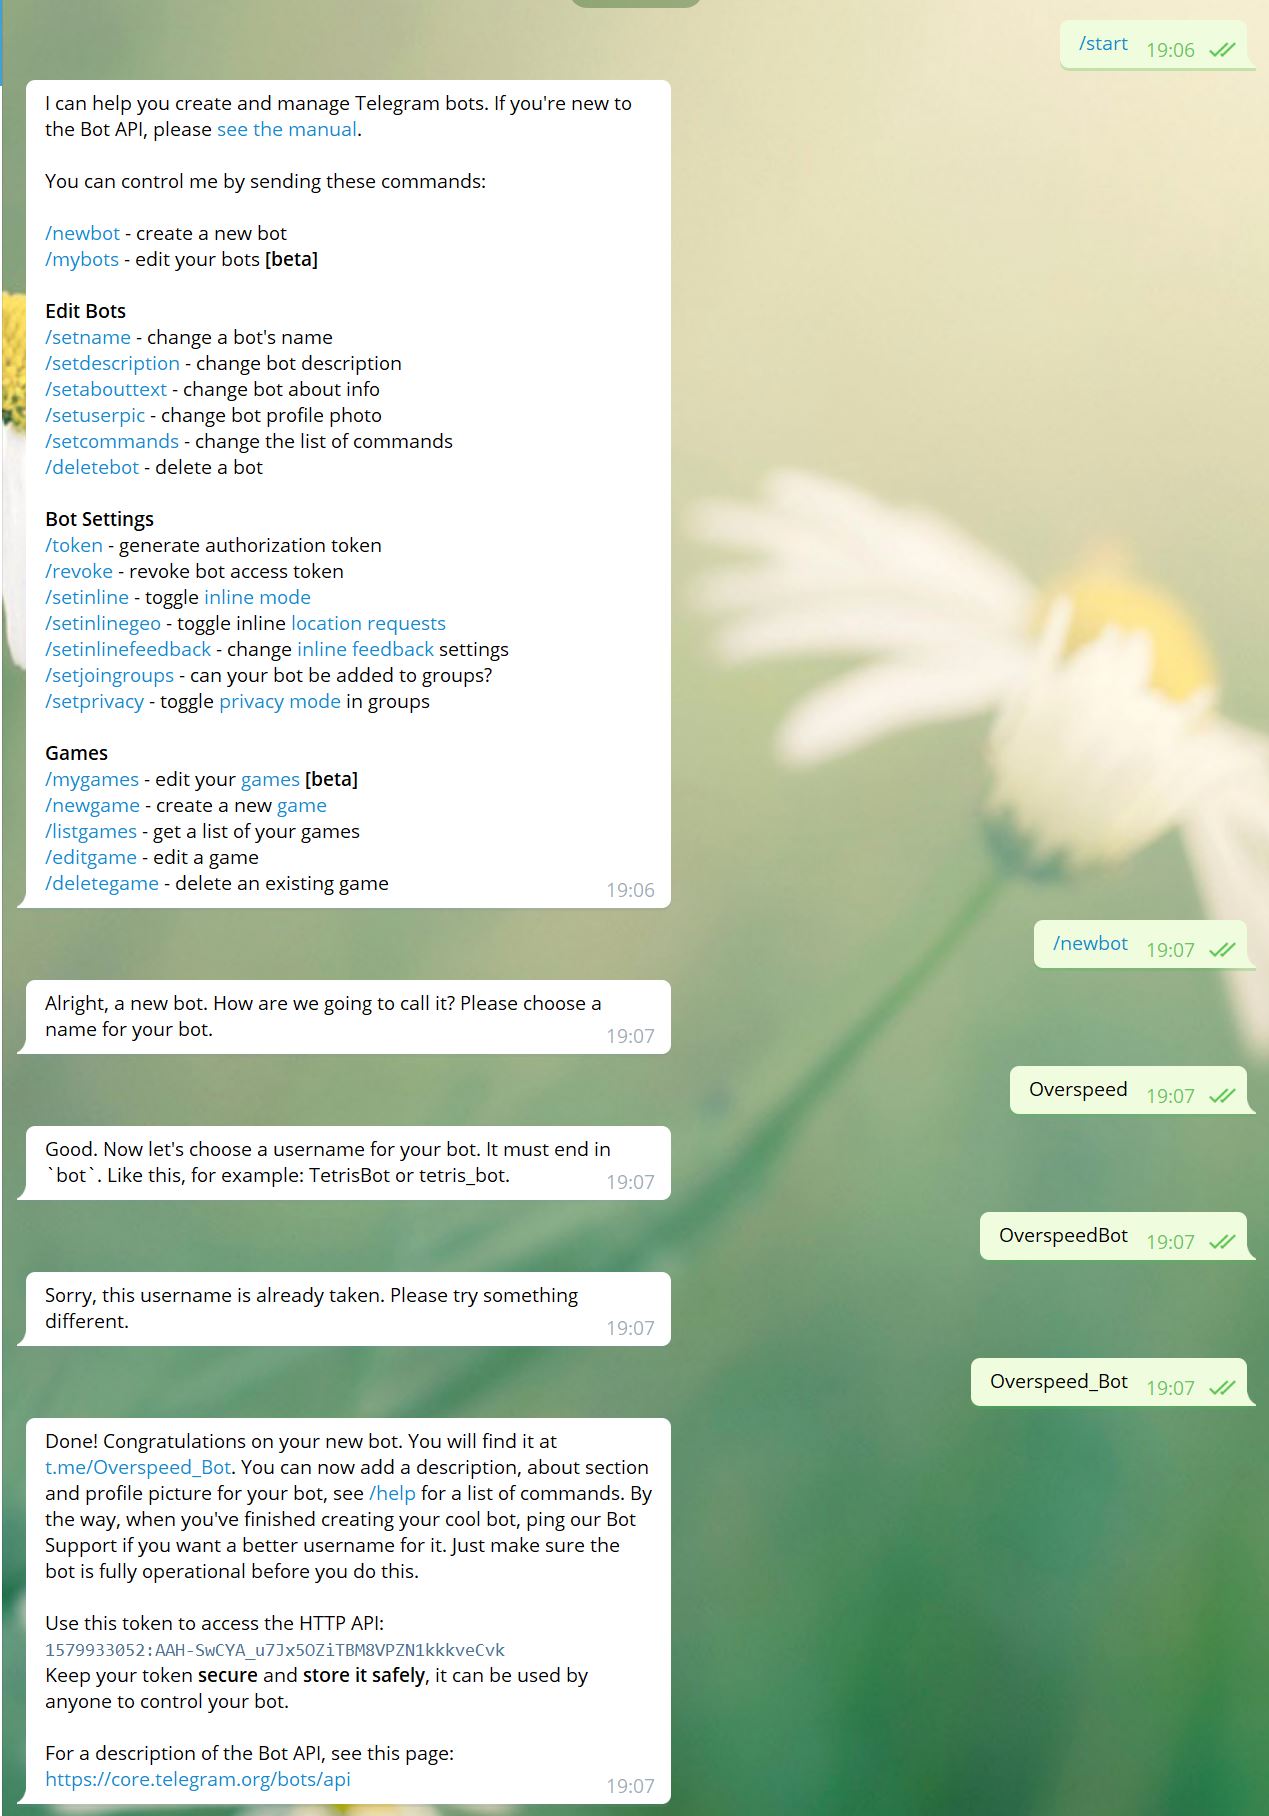 /start 19:06
I can help you create and manage Telegram bots. If you're new to
the Bot API, please see the manual.
You can control me by sending these commands:
/newbot - create a new bot
/mybots - edit your bots [beta]
Edit Bots
/setname - change a bot's name
/setdescription - change bot description
/setabouttext - change bot about info
/setuserpic - change bot profile photo
/setcommands - change the list of commands
/deletebot - delete a bot
Bot Settings
/token - generate authorization token
/revoke - revoke bot access token
/setinline - toggle inline mode
/setinlinegeo - toggle inline location requests
/setinlinefeedback - change inline feedback settings
/setjoingroups - can your bot be added to groups?
/setprivacy - toggle privacy mode in groups
Games
/mygames - edit your games [beta]
/newgame - create a new game
/listgames - get a list of your games
/editgame - edit a game
/deletegame - delete an existing game 19:06
/newbot 19:07
Alright, a new bot. How are we going to call it? Please choose a
name for your bot. 19:07
Overspeed 19:07
Good. Now let's choose a username for your bot. It must end in
`bot`. Like this, for example: TetrisBot or tetris_bot. 19:07
OverspeedBot 19:07
Sorry, this username is already taken. Please try something
different. 19:07
Overspeed_Bot 19:07
Done! Congratulations on your new bot. You will find it at
t.me/Overspeed_Bot. You can now add a description, about section
and profile picture for your bot, see /help for a list of commands. By
the way, when you've finished creating your cool bot, ping our Bot
Support if you want a better username for it. Just make sure the
bot is fully operational before you do this.
Use this token to access the HTTP API:
1579933052:AAH-SwCYA_u7Jx5OZiTBM8VPZN1kkkveCvk
Keep your token secure and store it safely, it can be used by
anyone to control your bot.
For a description of the Bot API, see this page:
https://core.telegram.org/bots/api 19:07